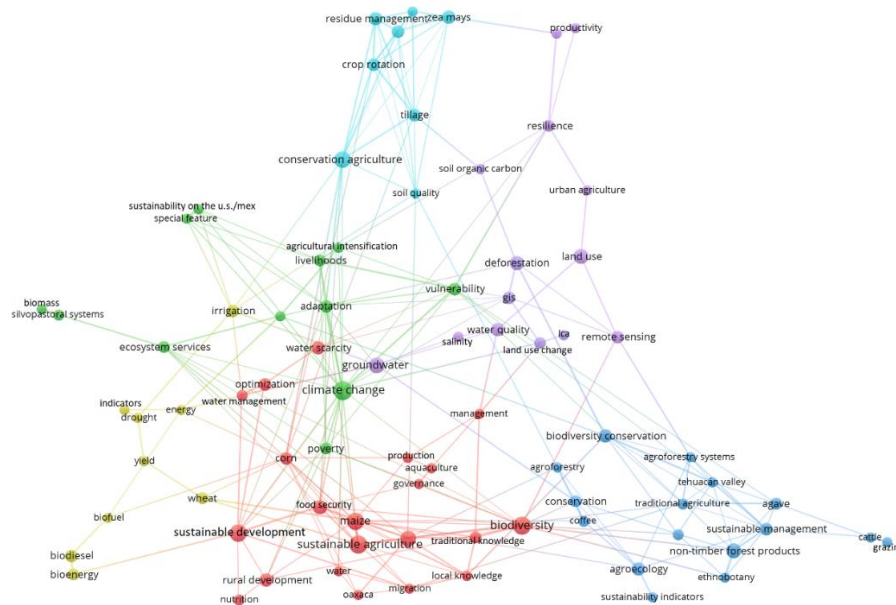 residue management
zea mays
productivity
crop rotation
tillage
resilience
conservation agriculture
soil organic carbon
soil quality
urban agriculture
sustainability on the u.s./mex
special feature
agricultural intensification
livelihoods
deforestation
land use
vulnerability
biomass
silvopastoral systems
irrigation
adaptation
gis
water quality
lca
salinity
remote sensing
ecosystem services
water scarcity
land use change
groundwater
optimization
climate change
water management
indicators
drought
energy
management
biodiversity conservation
poverty
production
yield
corn
aquaculture
agroforestry
agroforestry systems
governance
tehuacan valley
wheat
food security
conservation
traditional agriculture
agave
biofuel
maize
biodiversity
coffee
sustainable development
sustainable management
traditional knowledge
cattle
sustainable agriculture
grazin
biodiesel
non-timber forest products
bioenergy
water
local knowledge
agroecology
ethnobotany
rural development
migration
oaxaca
sustainability indicators
nutrition